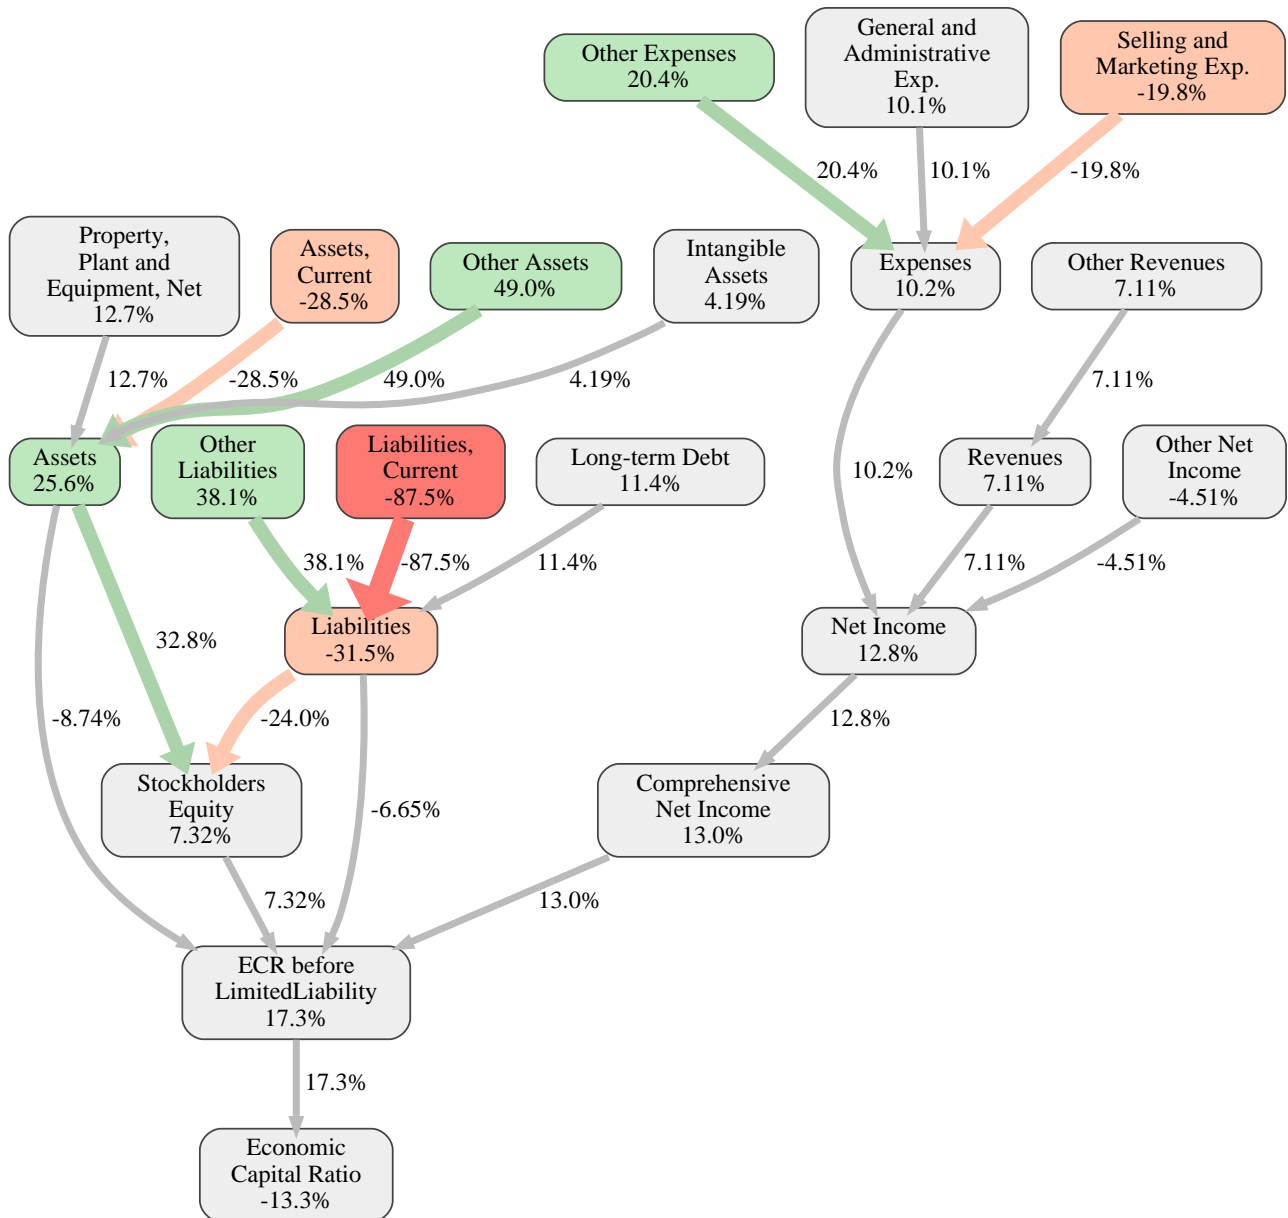 Other Expenses
20.4%
General and
Administrative
Exp.
10.1%
Selling and
Marketing Exp.
-19.8%
20.4%
10.1%
-19.8%
Property,
Plant and
Equipment, Net
12.7%
Assets,
Current
-28.5%
Other Assets
49.0%
Intangible
Assets
4.19%
Expenses
10.2%
Other Revenues
7.11%
12.7%
-28.5%
49.0%
4.19%
7.11%
Assets
25.6%
Other
Liabilities
38.1%
Liabilities,
Current
-87.5%
Long-term Debt
11.4%
10.2%
Revenues
7.11%
Other Net
Income
-4.51%
38.1%
-87.5%
11.4%
7.11%
-4.51%
32.8%
Liabilities
-31.5%
Net Income
12.8%
-8.74%
-24.0%
12.8%
Stockholders
Equity
7.32%
-6.65%
Comprehensive
Net Income
13.0%
7.32%
13.0%
ECR before
LimitedLiability
17.3%
17.3%
Economic
Capital Ratio
-13.3%